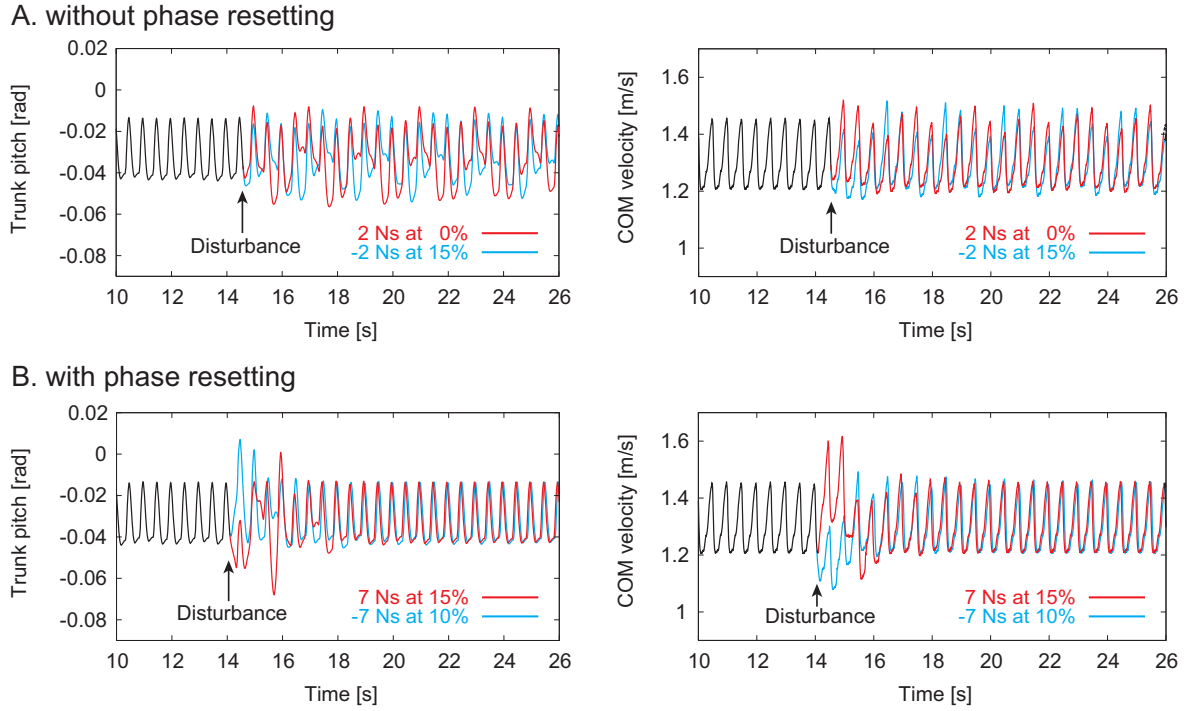 A. without phase resetting
Trunk pitch [rad]
0.02
0
-0.02
-0.04
-0.06
-0.08
10 12 14 16 18 20 22 24 26
Time [s]
Disturbance
2 Ns at 0%
-2 Ns at 15%
COM velocity [m/s]
1.6
1.4
1.2
1
10 12 14 16 18 20 22 24 26
Time [s]
Disturbance
2 Ns at 0%
-2 Ns at 15%
B. with phase resetting
Trunk pitch [rad]
0.02
0
-0.02
-0.04
-0.06
-0.08
10 12 14 16 18 20 22 24 26
Time [s]
Disturbance
7 Ns at 15%
-7 Ns at 10%
COM velocity [m/s]
1.6
1.4
1.2
1
10 12 14 16 18 20 22 24 26
Time [s]
Disturbance
7 Ns at 15%
-7 Ns at 10%